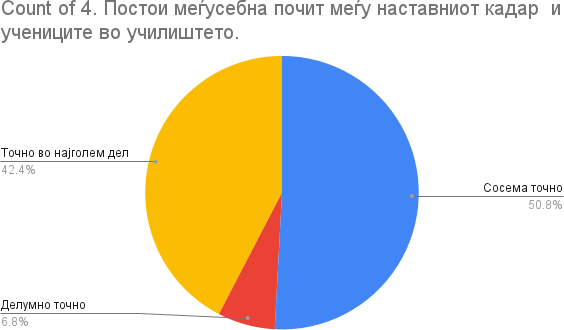 Count of 4. Постои меѓусебна почит меѓу наставниот кадар  и
учениците во училиштето.
Точно во најголем дел
42.4%
Сосема точно
50.8%
Делумно точно
6.8%